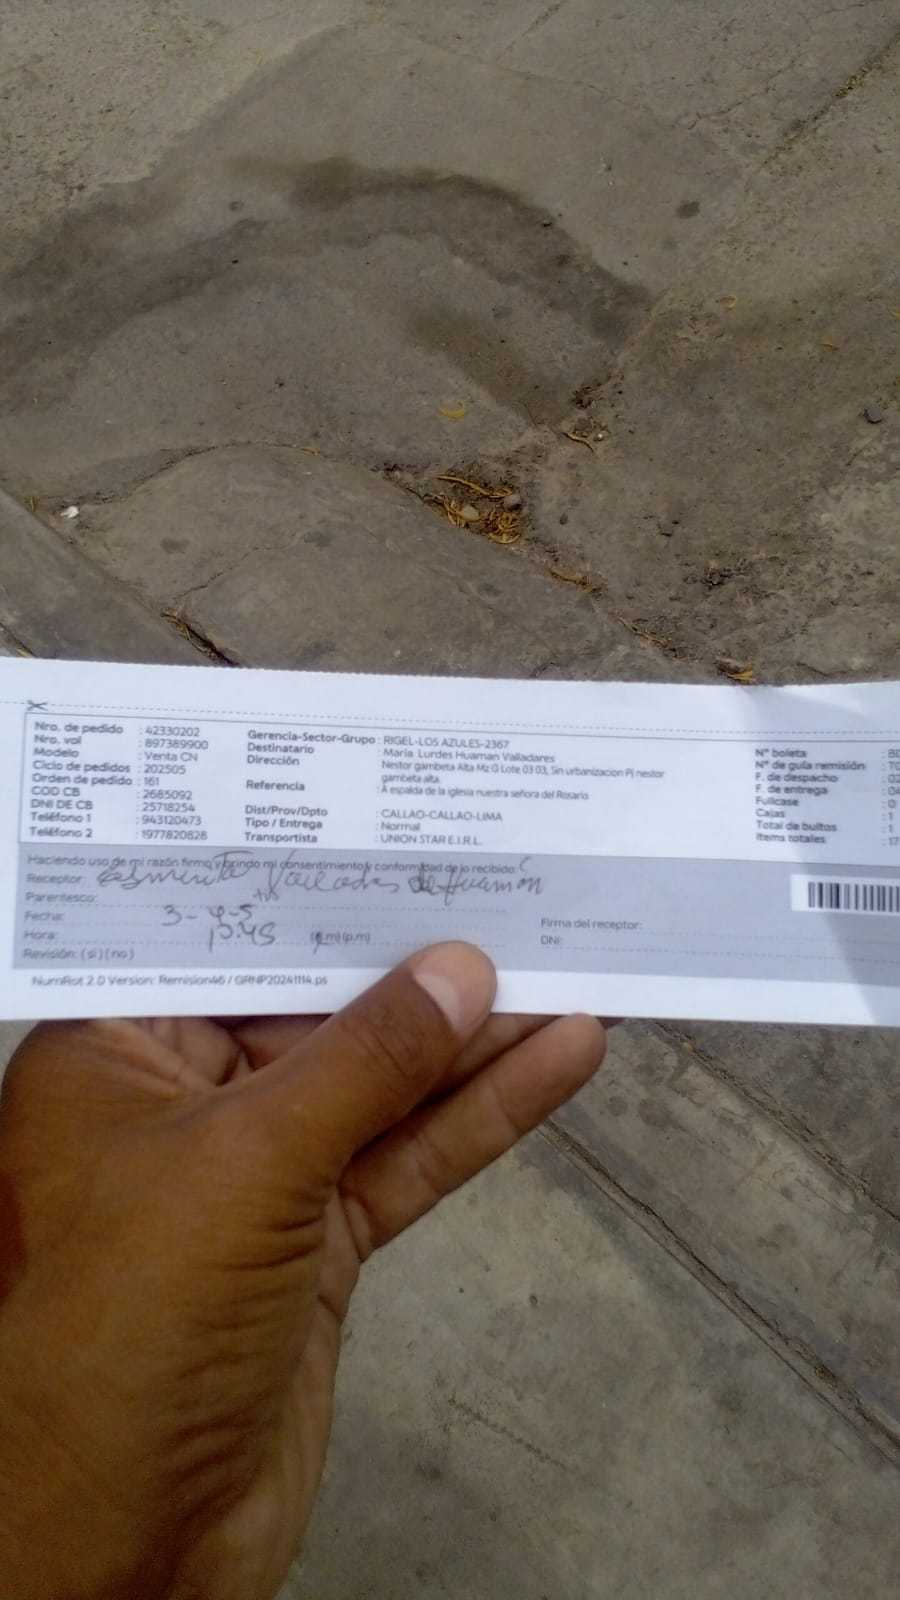 Nro. de pedido : 42330202
Nro. vol : 897389900
Modelo : Venta CN
Ciclo de pedidos : 202505
Orden de pedido : 161
COD CB : 2685092
DNI DE CB : 25718254
Teléfono 1 : 943120473
Teléfono 2 : 1977820828
Gerencia-Sector-Grupo : RIGEL-LOS AZULES-2367
Destinatario : Maria Lurdes Huaman Valladares
Dirección : Nestor gambeta Alta Mz G Lote 03 03, Sin urbanizacion Pj nestor
gambeta alta.
Referencia : A espalda de la iglesia nuestra señora del Rosario
Dist/Prov/Dpto : CALLAO-CALLAO-LIMA
Tipo / Entrega : Normal
Transportista : UNION STAR E.I.R.L.
N° boleta
N° de guía remisión
F. de despacho : 02
F. de entrega : 04
Fullcase : 0
Cajas : 1
Total de bultos : 1
Items totales : 17
Haciendo uso de mi razón firmo y brindo mi consentimiento y conformidad de lo recibido:
Receptor: de Huaman
Parentesco:
Fecha: 3-4-5
Hora: (a.m)(p.m)
Revisión: (si)(no)
Firma del receptor:
DNI:
NumRot 2.0 Version: Remision46 / GRNP20241114.ps